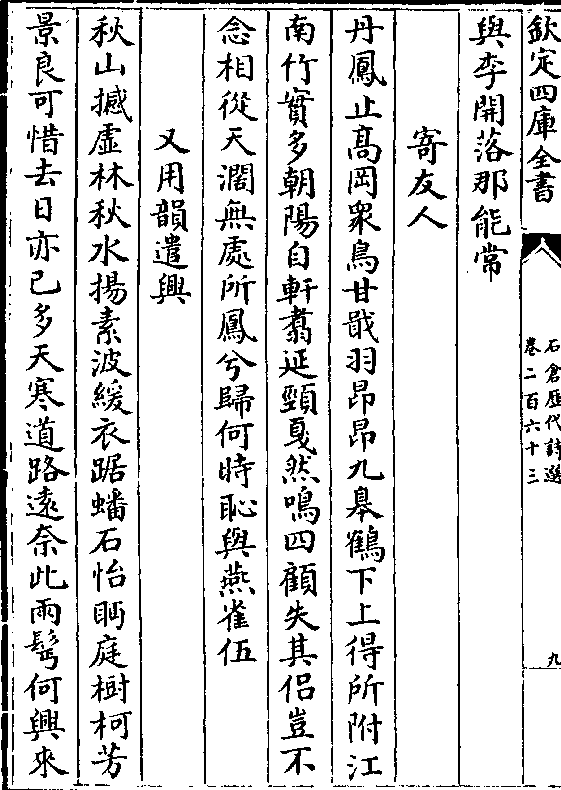 欽定四庫全書
石倉歴代詩選
卷二百六十三
九
與李開落那能常
寄友人
丹鳳止髙岡衆鳥甘戢羽昂昂九臯鶴下上得所附江
南竹實多朝陽自軒翥延頸戛然鳴四顧失其侣豈不
念相從天濶無處所鳳兮歸何時恥與燕雀伍
又用韻遣興
秋山撼虛林秋水揚素波緩衣踞蟠石怡眄庭樹柯芳
景良可惜去日亦已多天寒道路遠奈此兩鬓何興來